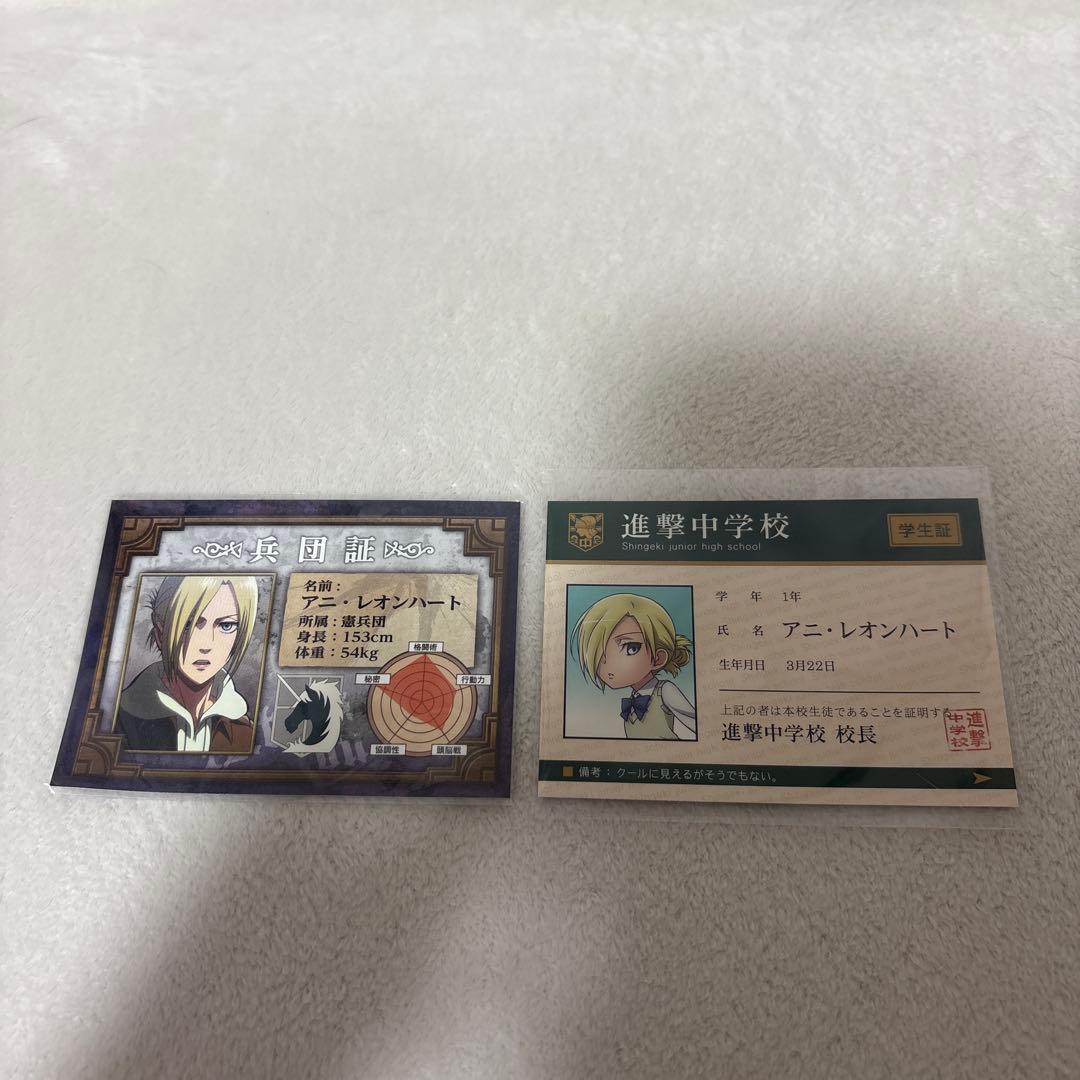 兵団証
名前：
アニ・レオンハート
所属：憲兵団
身長：153cm
体重：54kg
格闘術
秘密
行動力
協調性
頭脳戦
進撃中学校
Shingeki junior high school
学生証
学 年 1年
氏 名 アニ・レオンハート
生年月日 3月22日
上記の者は本校生徒であることを証明する
進撃中学校 校長
進撃
中学校
備考：クールに見えるがそうでもない。